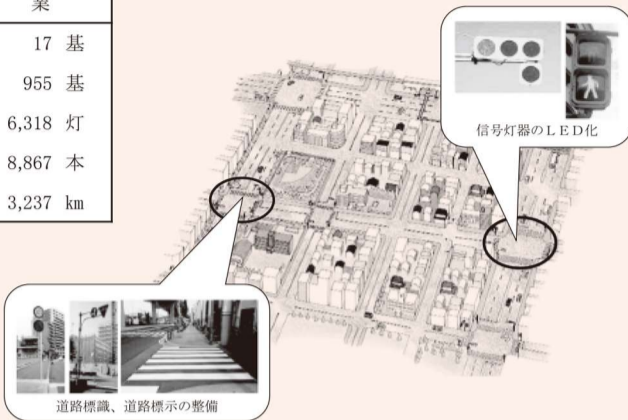 業
17 基
955 基
6,318 灯
8,867 本
3,237 km
信号灯器のLED化
道路標識、道路標示の整備